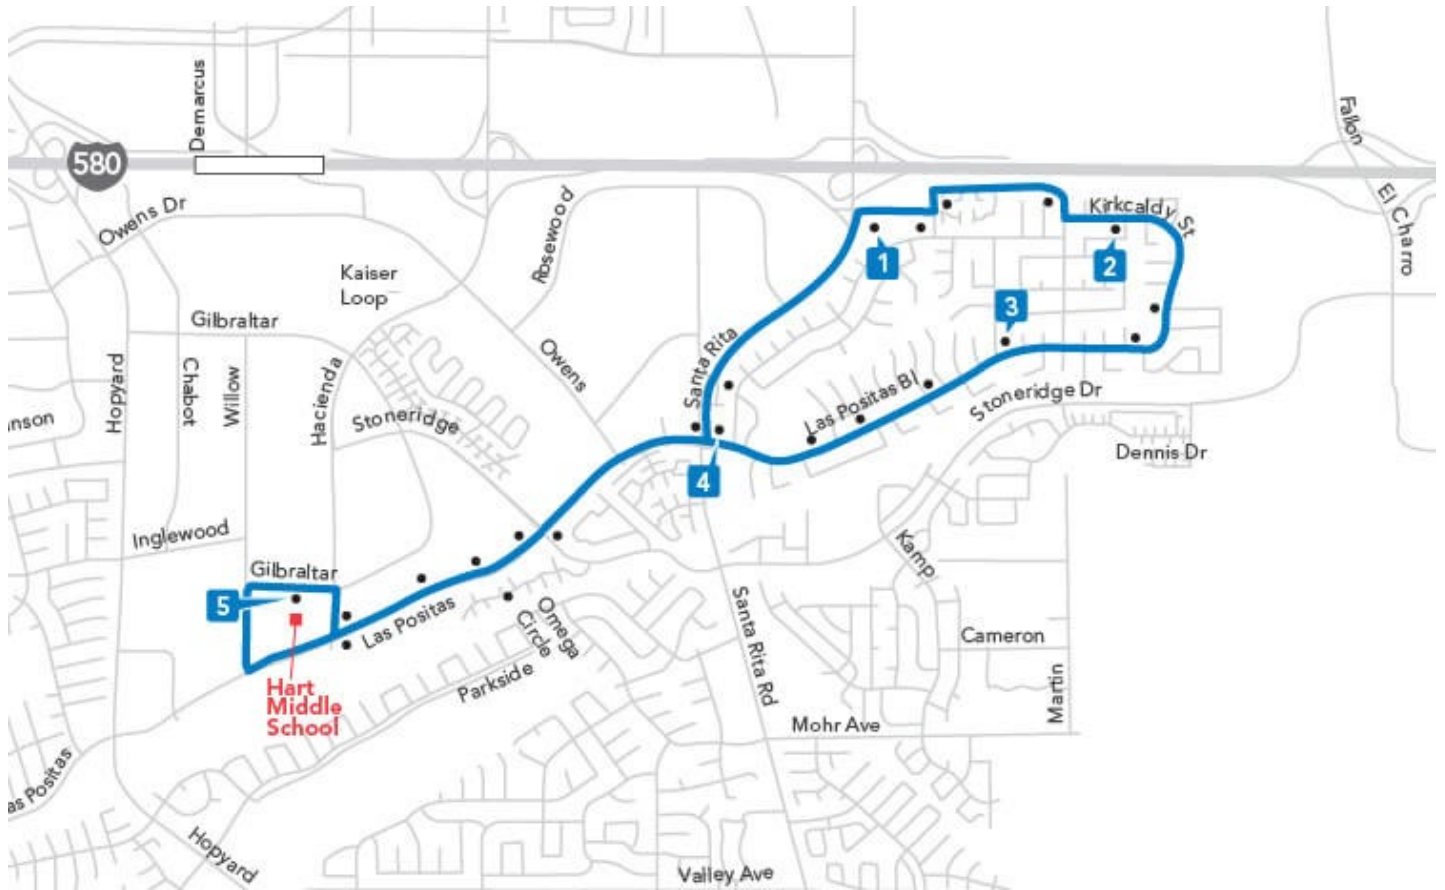 Demarcus
Fallon
580
El Charro
Owens Dr
Kirkcaldy St
Rosewood
1
2
Kaiser
Loop
3
Gilbraltar
Santa Rita
Owens
Hopyard
Chabot
Willow
Hacienda
Las Positas Bl
Stoneridge Dr
nson
Stoneridge
Dennis Dr
4
Inglewood
Kamp
Gilbraltar
5
Las Positas
Omega
Circle
Santa Rita Rd
Cameron
Parkside
Martin
Hart
Middle
School
Mohr Ave
as Positas
Hopyard
Valley Ave